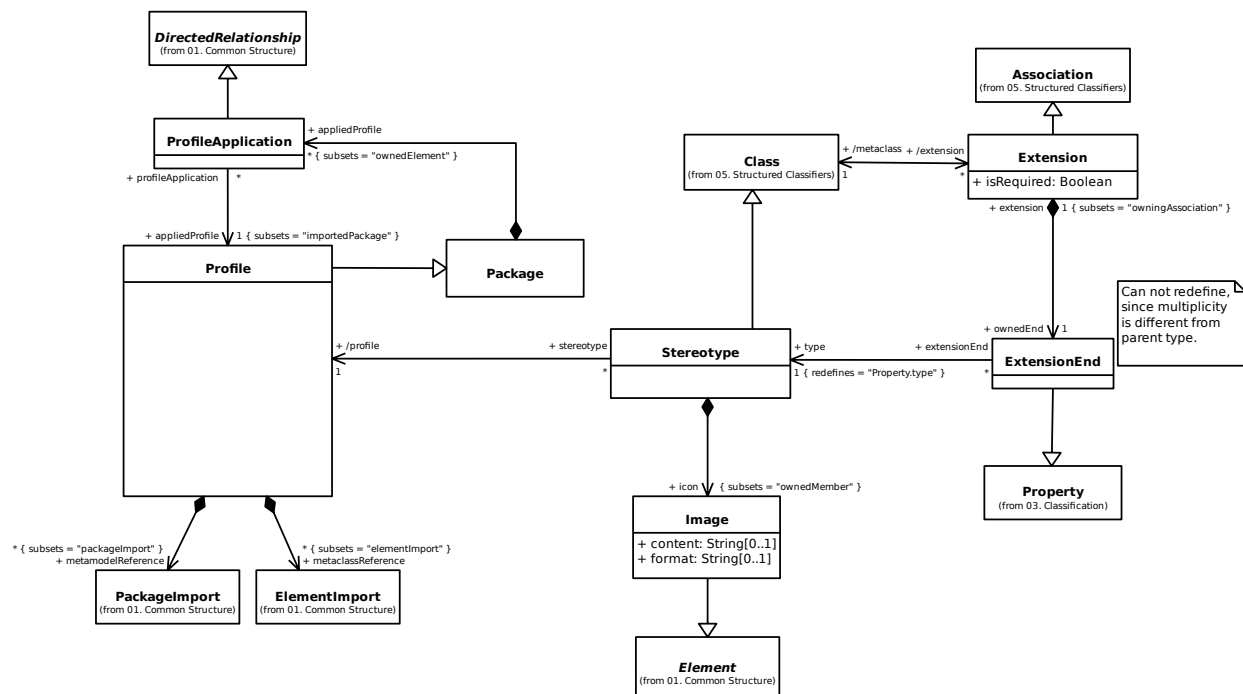 DirectedRelationship
(from 01. Common Structure)
Association
(from 05. Structured Classifiers)
ProfileApplication
+ appliedProfile
* { subsets = "ownedElement" }
+ profileApplication
*
Class
(from 05. Structured Classifiers)
+ /metaclass
+ /extension
1
*
Extension
+ isRequired: Boolean
+ extension
1 { subsets = "owningAssociation" }
+ appliedProfile
1 { subsets = "importedPackage" }
Profile
Package
Can not redefine,
since multiplicity
is different from
parent type.
+ ownedEnd
1
+ /profile
1
+ stereotype
*
Stereotype
+ type
1 { redefines = "Property.type" }
+ extensionEnd
*
ExtensionEnd
Property
(from 03. Classification)
+ icon
{ subsets = "ownedMember" }
Image
+ content: String[0..1]
+ format: String[0..1]
* { subsets = "packageImport" }
+ metamodelReference
* { subsets = "elementImport" }
+ metaclassReference
PackageImport
(from 01. Common Structure)
ElementImport
(from 01. Common Structure)
Element
(from 01. Common Structure)